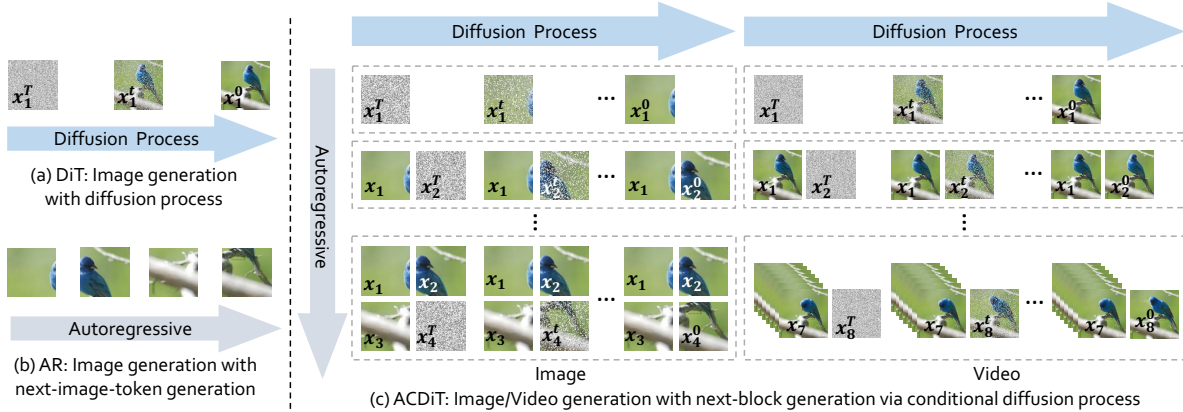 x_1^T x_1^t x_1^0
Diffusion Process
(a) DiT: Image generation
with diffusion process
Autoregressive
(b) AR: Image generation with
next-image-token generation
Autoregressive
Diffusion Process
x_1^T x_1^t ... x_1^0
x_1 x_2^T x_1 x_2^t ... x_1 x_2^0
⋮
x_1 x_2 x_1 x_2 ... x_1 x_2
x_3 x_4^T x_3 x_4^t x_3 x_4^0
Image
Diffusion Process
x_1^T x_1^t ... x_1^0
x_1 x_2^T x_1 x_2^t ... x_1 x_2^0
⋮
x_7 x_8^T x_7 x_8^t ... x_7 x_8^0
Video
(c) ACDiT: Image/Video generation with next-block generation via conditional diffusion process